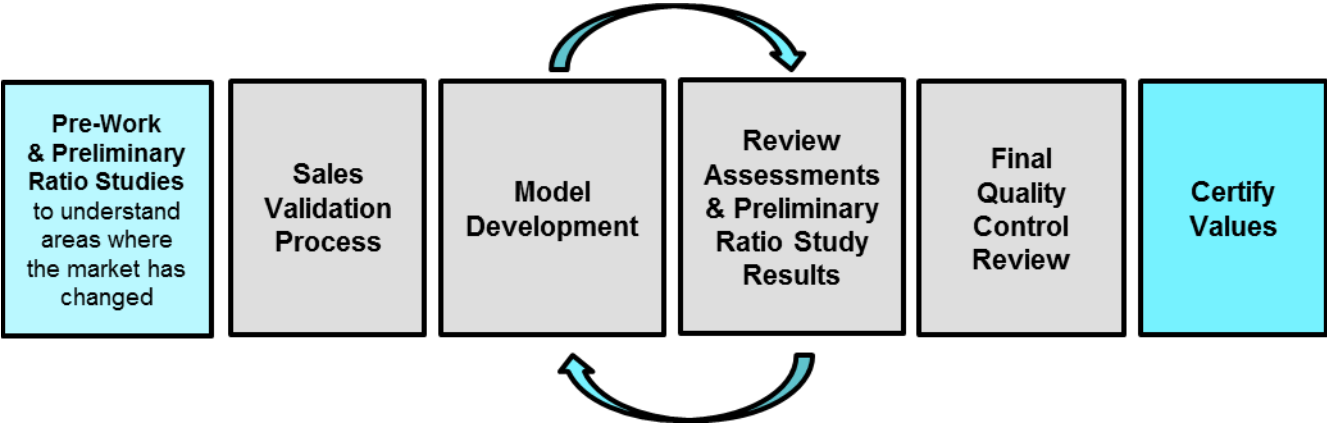 Pre-Work
& Preliminary
Ratio Studies
to understand
areas where
the market has
changed
Sales
Validation
Process
Model
Development
Review
Assessments
& Preliminary
Ratio Study
Results
Final
Quality
Control
Review
Certify
Values